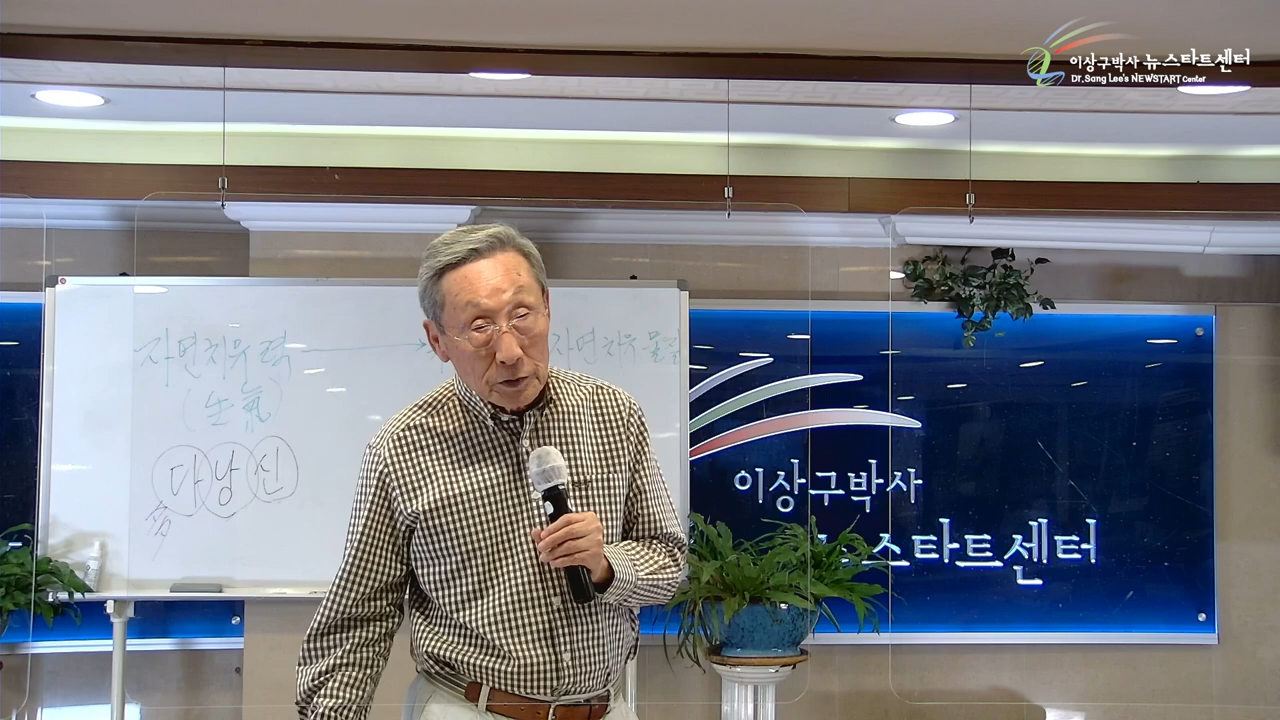 이상구박사 뉴스타트센터
Dr. Sang Lee's NEWSTART Center
자연치유력
자연치유 물질
(生氣)
다남신
이상구박사
뉴스타트센터